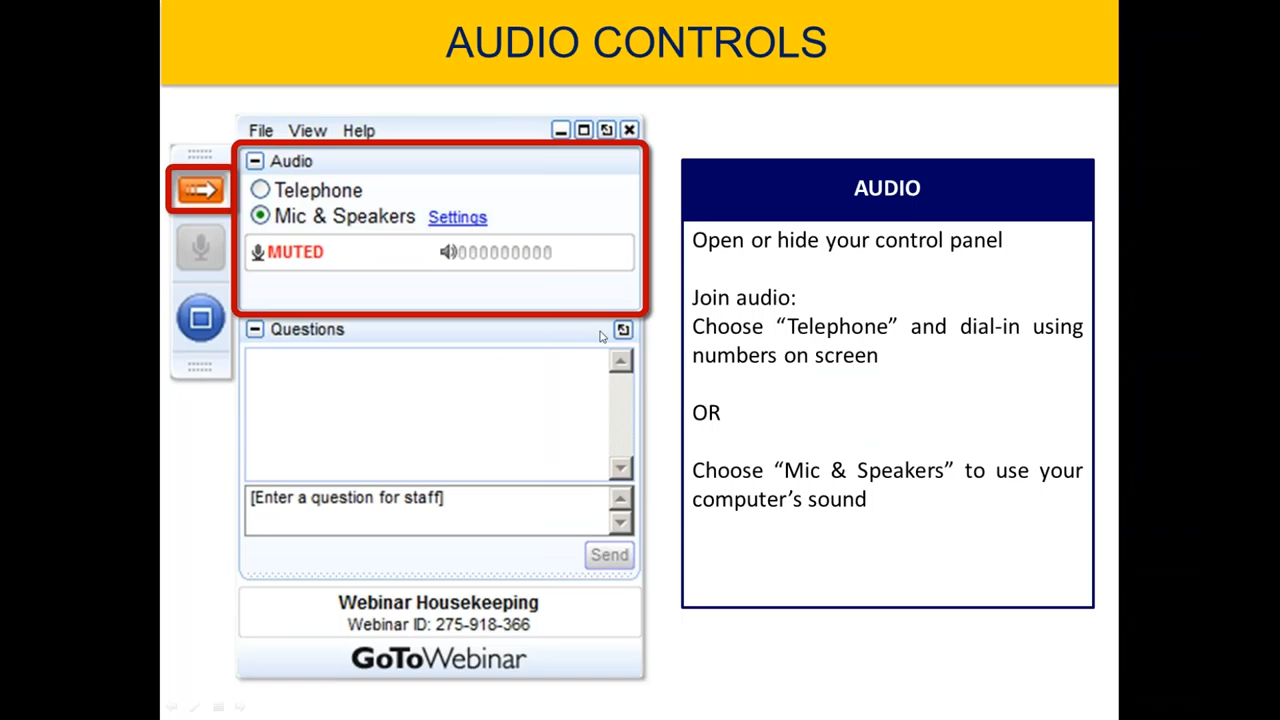 AUDIO CONTROLS
File View Help
Audio
Telephone
Mic & Speakers Settings
MUTED
Questions
[Enter a question for staff]
Send
Webinar Housekeeping
Webinar ID: 275-918-366
GoToWebinar
AUDIO
Open or hide your control panel
Join audio:
Choose “Telephone” and dial-in using
numbers on screen
OR
Choose “Mic & Speakers” to use your
computer’s sound